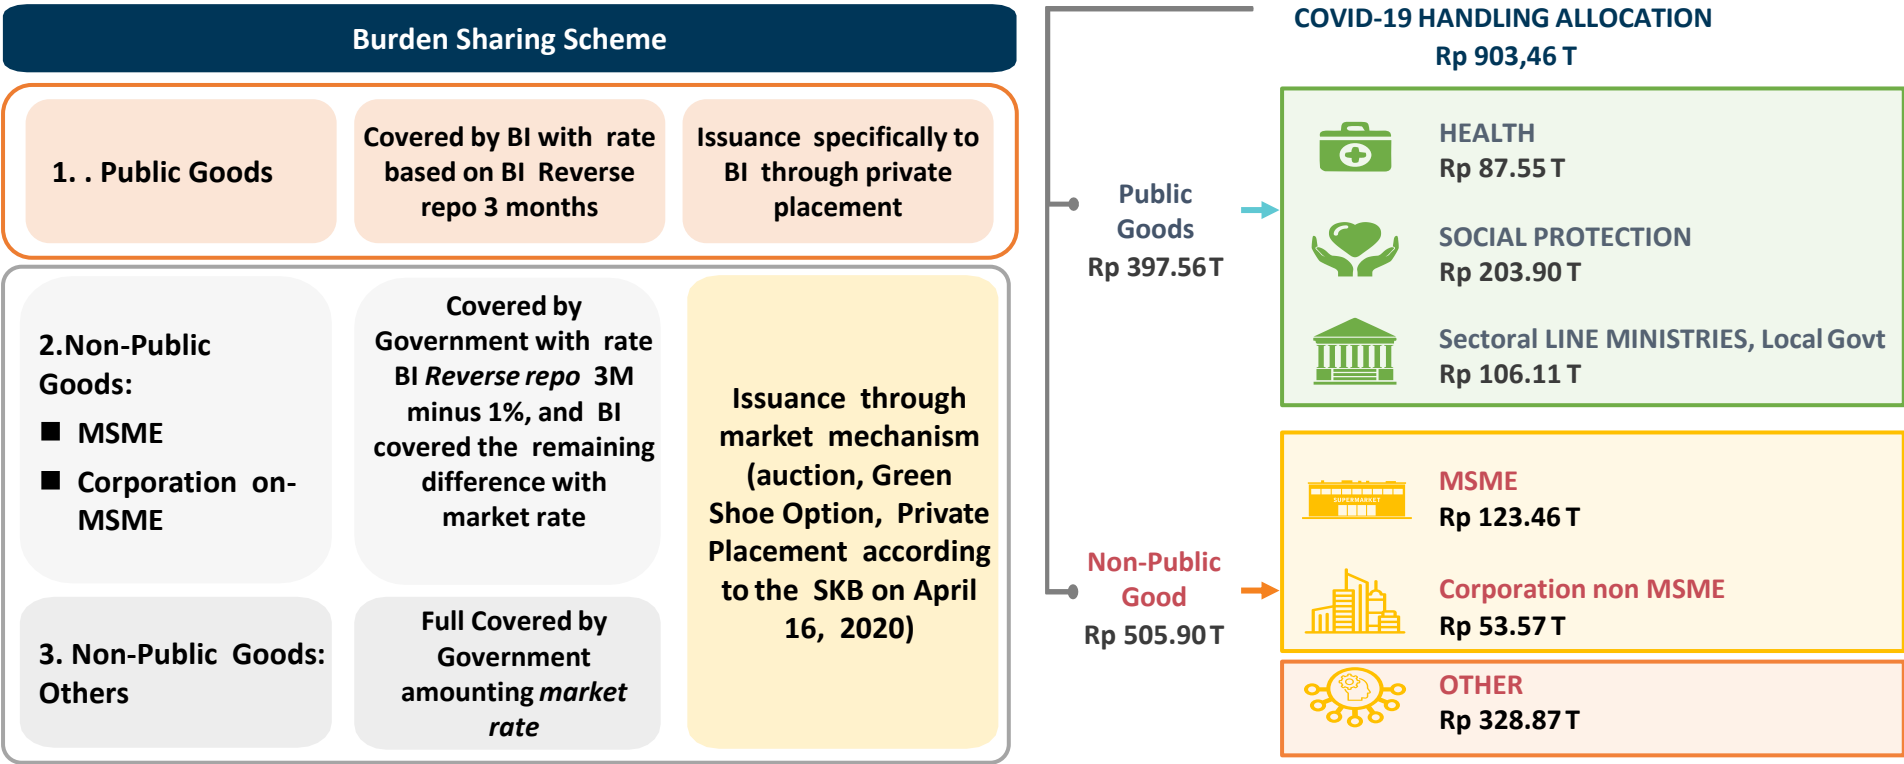 Burden Sharing Scheme
1. . Public Goods
Covered by BI with rate
based on BI Reverse
repo 3 months
Issuance specifically to
BI through private
placement
2.Non-Public
Goods:
■ MSME
■ Corporation on-
MSME
Covered by
Government with rate
BI Reverse repo 3M
minus 1%, and BI
covered the remaining
difference with
market rate
Issuance through
market mechanism
(auction, Green
Shoe Option, Private
Placement according
to the SKB on April
16, 2020)
3. Non-Public Goods:
Others
Full Covered by
Government
amounting market
rate
COVID-19 HANDLING ALLOCATION
Rp 903,46 T
Public
Goods
Rp 397.56 T
HEALTH
Rp 87.55 T
SOCIAL PROTECTION
Rp 203.90 T
Sectoral LINE MINISTRIES, Local Govt
Rp 106.11 T
Non-Public
Good
Rp 505.90 T
SUPERMARKET
MSME
Rp 123.46 T
Corporation non MSME
Rp 53.57 T
OTHER
Rp 328.87 T